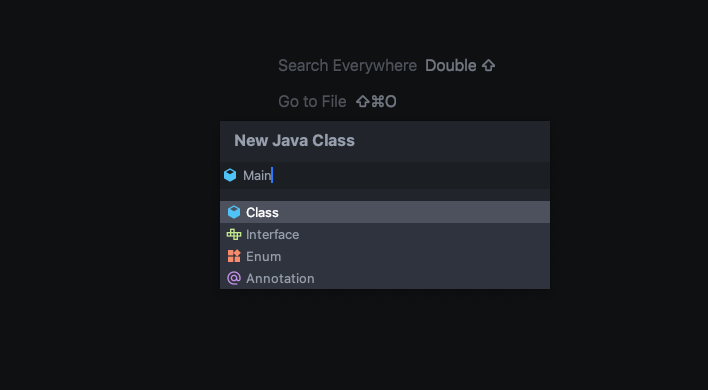 Search Everywhere Double ⇧
Go to File ⇧⌘O
New Java Class
Main
Class
Interface
Enum
Annotation